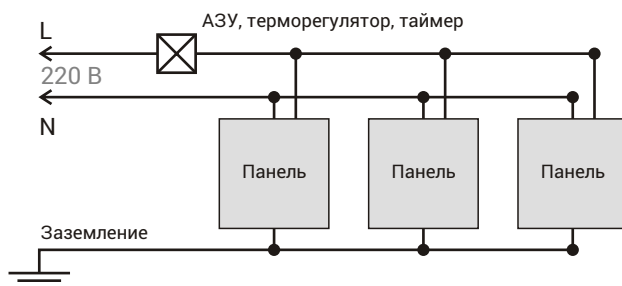 АЗУ, терморегулятор, таймер
L
220 В
N
Панель Панель Панель
Заземление